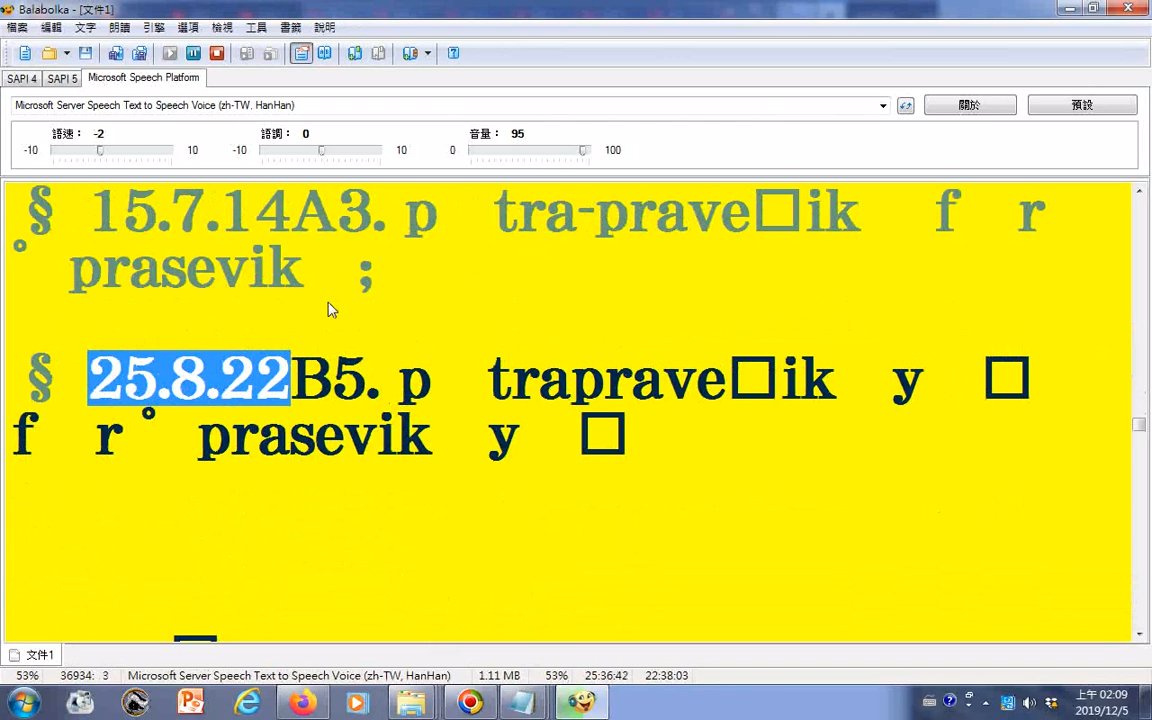 Balabolka - [文件1]
檔案 編輯 文字 朗讀 引擎 選項 檢視 工具 書籤 說明
SAPI 4 SAPI 5 Microsoft Speech Platform
Microsoft Server Speech Text to Speech Voice (zh-TW, HanHan) 關於 預設
語速： -2 語調： 0 音量： 95
-10 10 -10 10 0 100
§ 15.7.14A3. p tra-prave□ik f r
° prasevik ;
§ 25.8.22B5. p traprave□ik y □
f r ° prasevik y □
文件1
53% 36934: 3 Microsoft Server Speech Text to Speech Voice (zh-TW, HanHan) 1.11 MB 53% 25:36:42 22:38:03
上午 02:09
2019/12/5